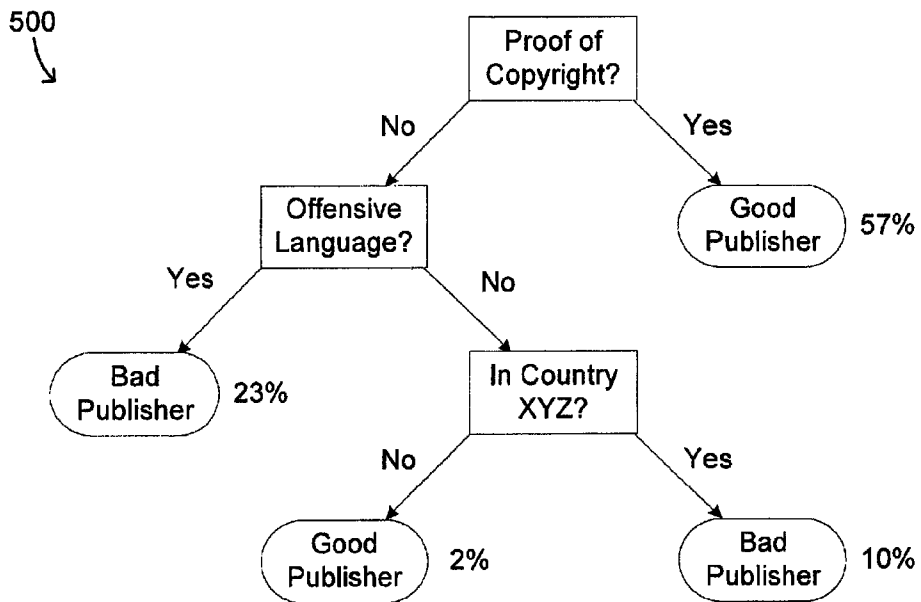 500
Proof of
Copyright?
No
Yes
Offensive
Language?
Good
Publisher
57%
Yes
No
Bad
Publisher
23%
In Country
XYZ?
No
Yes
Good
Publisher
2%
Bad
Publisher
10%